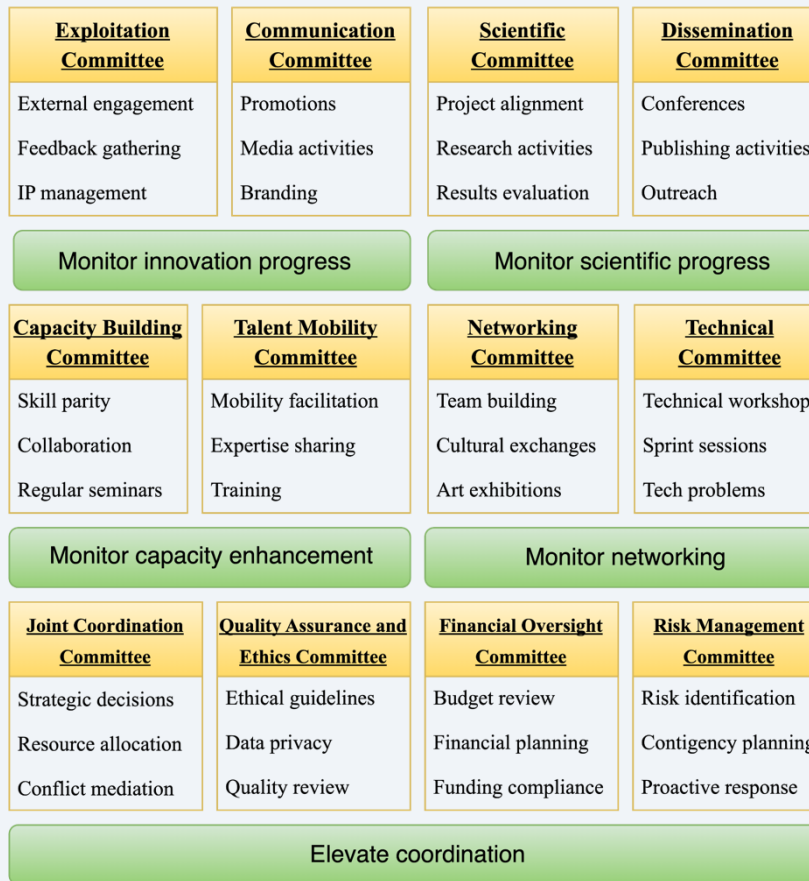 Exploitation
Committee
External engagement
Feedback gathering
IP management
Communication
Committee
Promotions
Media activities
Branding
Scientific
Committee
Project alignment
Research activities
Results evaluation
Dissemination
Committee
Conferences
Publishing activities
Outreach
Monitor innovation progress
Monitor scientific progress
Capacity Building
Committee
Skill parity
Collaboration
Regular seminars
Talent Mobility
Committee
Mobility facilitation
Expertise sharing
Training
Networking
Committee
Team building
Cultural exchanges
Art exhibitions
Technical
Committee
Technical workshop
Sprint sessions
Tech problems
Monitor capacity enhancement
Monitor networking
Joint Coordination
Committee
Strategic decisions
Resource allocation
Conflict mediation
Quality Assurance and
Ethics Committee
Ethical guidelines
Data privacy
Quality review
Financial Oversight
Committee
Budget review
Financial planning
Funding compliance
Risk Management
Committee
Risk identification
Contigency planning
Proactive response
Elevate coordination